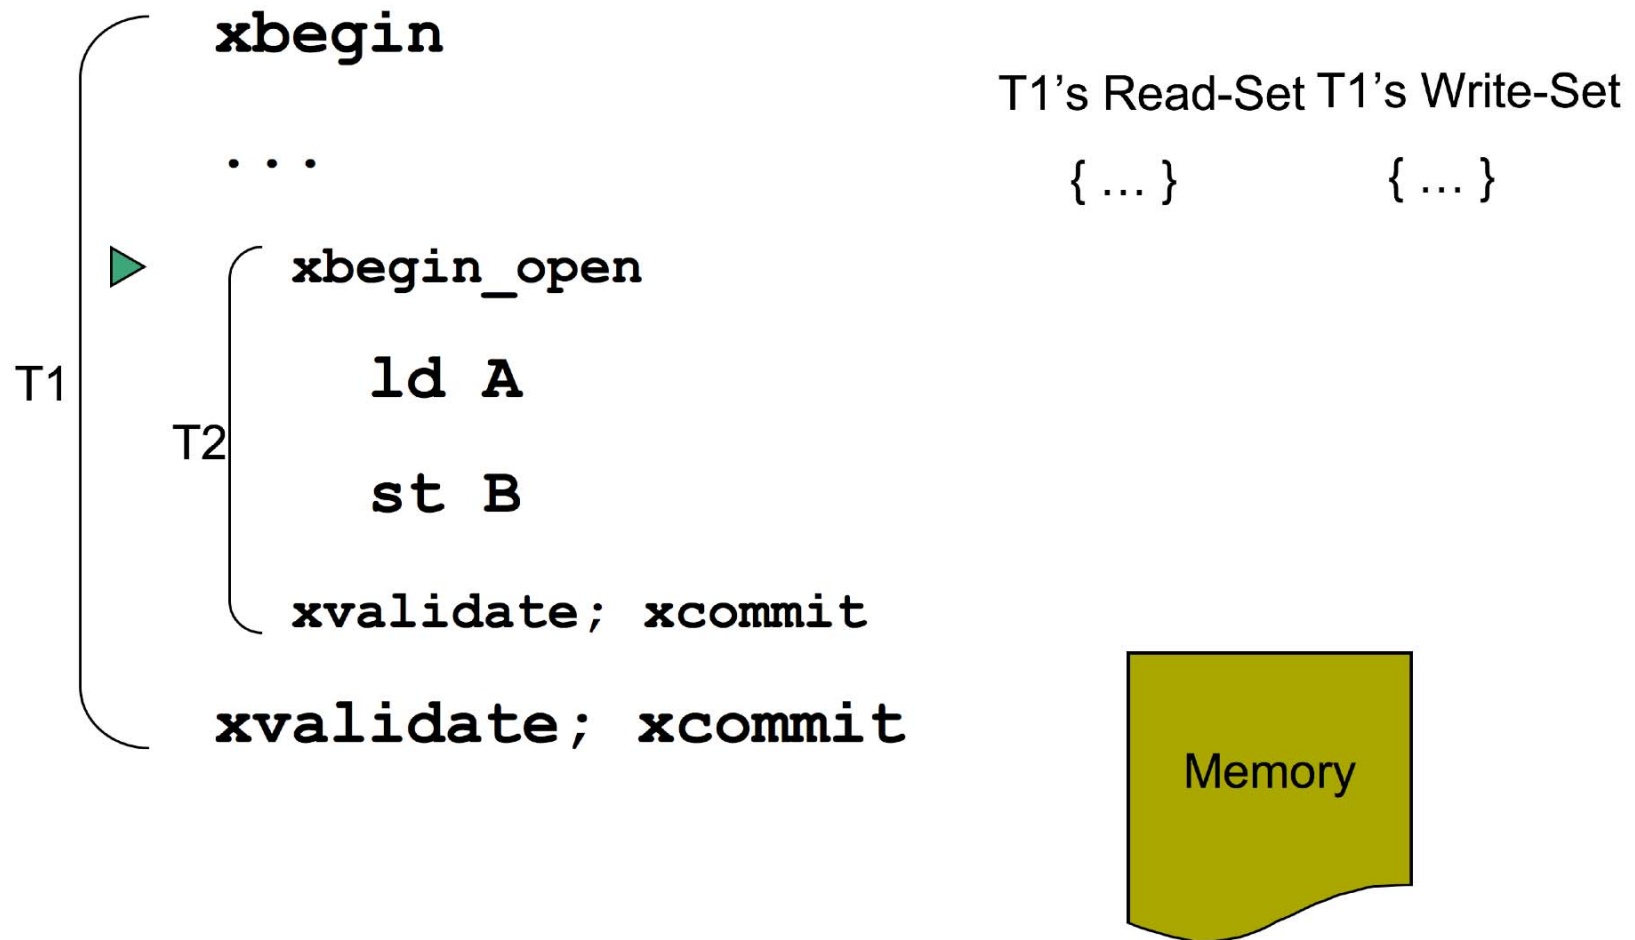 xbegin
T1's Read-Set T1's Write-Set
...
{ ... } { ... }
xbegin_open
T1
ld A
T2
st B
xvalidate; xcommit
xvalidate; xcommit
Memory